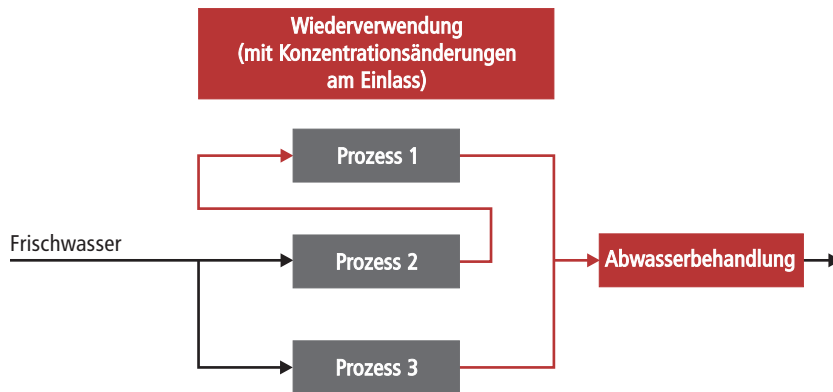 Wiederverwendung
(mit Konzentrationsänderungen
am Einlass)
Prozess 1
Frischwasser
Prozess 2
Abwasserbehandlung
Prozess 3